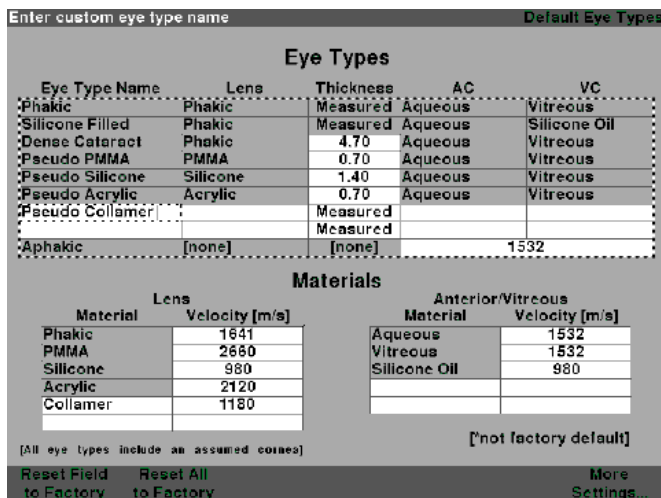 Enter custom eye type name Default Eye Types
Eye Types
Eye Type Name Lens Thickness AC VC
Phakic Phakic Measured Aqueous Vitreous
Silicone Filled Phakic Measured Aqueous Silicone Oil
Dense Cataract Phakic 4.70 Aqueous Vitreous
Pseudo PMMA PMMA 0.70 Aqueous Vitreous
Pseudo Silicone Silicone 1.40 Aqueous Vitreous
Pseudo Acrylic Acrylic 0.70 Aqueous Vitreous
Pseudo Collamer Measured
Measured
Aphakic [none] [none] 1532
Materials
Lens Anterior/Vitreous
Material Velocity [m/s] Material Velocity [m/s]
Phakic 1641 Aqueous 1532
PMMA 2660 Vitreous 1532
Silicone 980 Silicone Oil 980
Acrylic 2120
Collamer 1180
[*not factory default]
[All eye types include an assumed cornea]
Reset Field Reset All More
to Factory to Factory Settings...